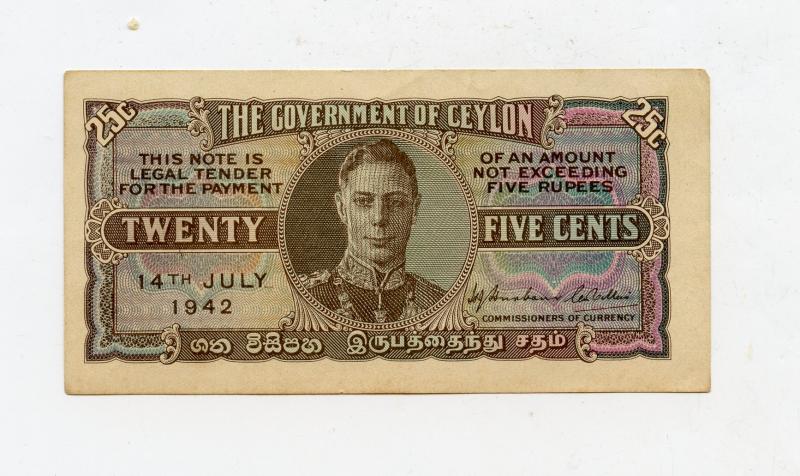 25C
THE GOVERNMENT OF CEYLON
25C
THIS NOTE IS
LEGAL TENDER
FOR THE PAYMENT
OF AN AMOUNT
NOT EXCEEDING
FIVE RUPEES
TWENTY FIVE CENTS
14TH JULY
1942
COMMISSIONERS OF CURRENCY
ශත විසිපහ இருபத்தைந்து சதம்